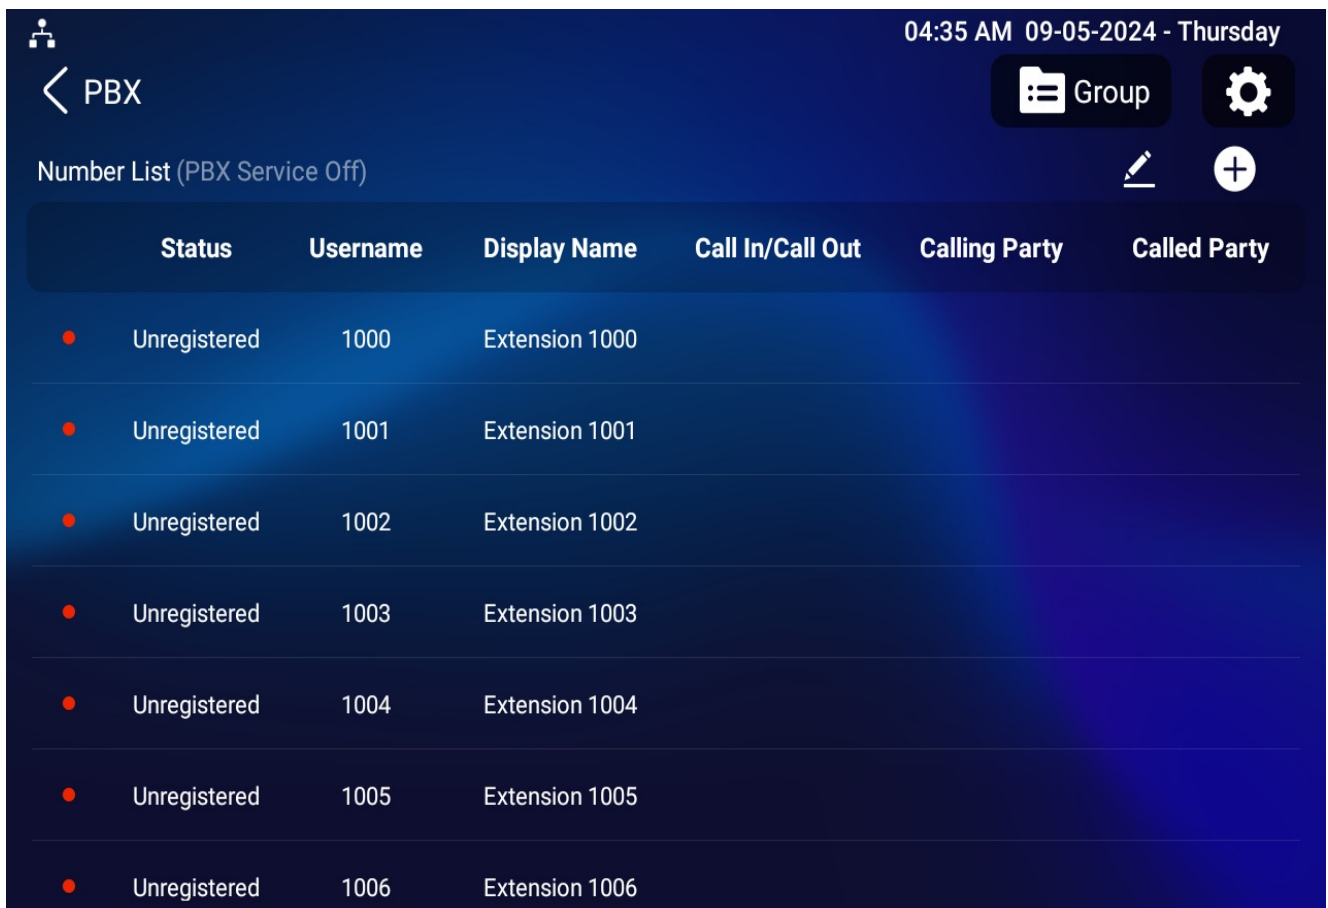 04:35 AM 09-05-2024 - Thursday
PBX
Group
Number List (PBX Service Off)
Status Username Display Name Call In/Call Out Calling Party Called Party
Unregistered 1000 Extension 1000
Unregistered 1001 Extension 1001
Unregistered 1002 Extension 1002
Unregistered 1003 Extension 1003
Unregistered 1004 Extension 1004
Unregistered 1005 Extension 1005
Unregistered 1006 Extension 1006